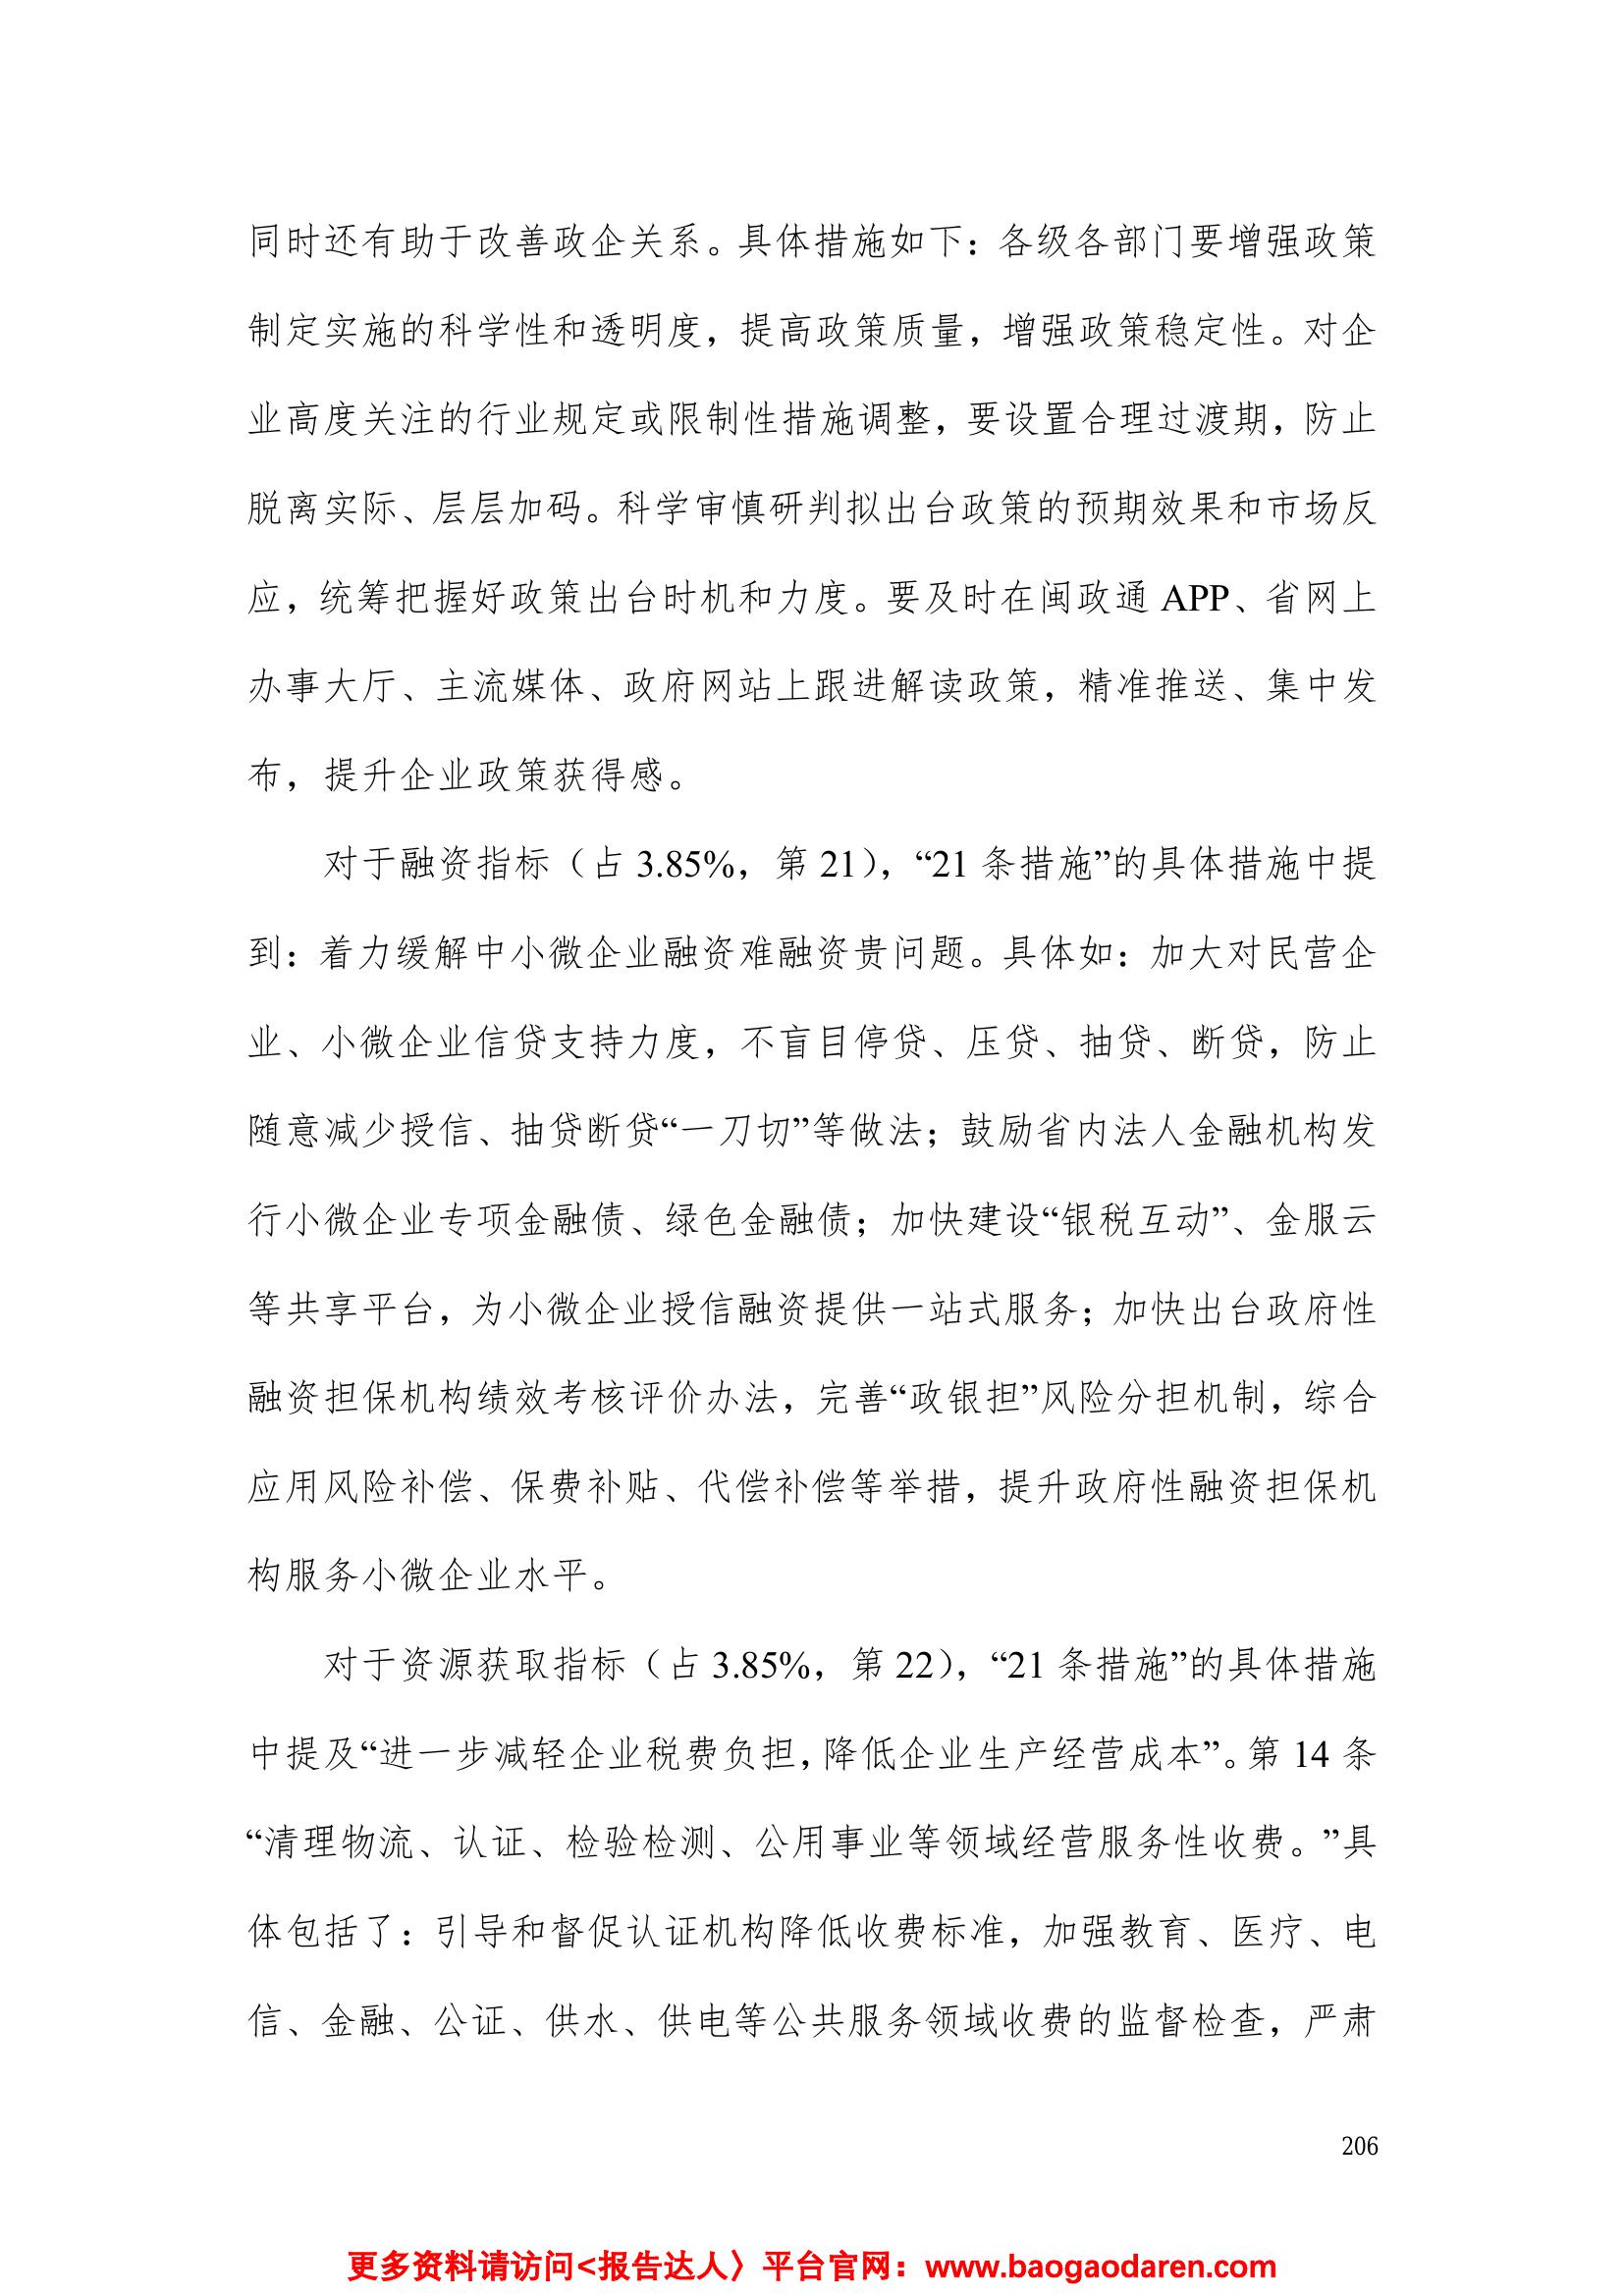 同时还有助于改善政企关系。具体措施如下：各级各部门要增强政策
制定实施的科学性和透明度，提高政策质量，增强政策稳定性。对企
业高度关注的行业规定或限制性措施调整，要设置合理过渡期，防止
脱离实际、层层加码。科学审慎研判拟出台政策的预期效果和市场反
应，统筹把握好政策出台时机和力度。要及时在闽政通 APP、省网上
办事大厅、主流媒体、政府网站上跟进解读政策，精准推送、集中发
布，提升企业政策获得感。
对于融资指标（占 3.85%，第 21），“21 条措施”的具体措施中提
到：着力缓解中小微企业融资难融资贵问题。具体如：加大对民营企
业、小微企业信贷支持力度，不盲目停贷、压贷、抽贷、断贷，防止
随意减少授信、抽贷断贷“一刀切”等做法；鼓励省内法人金融机构发
行小微企业专项金融债、绿色金融债；加快建设“银税互动”、金服云
等共享平台，为小微企业授信融资提供一站式服务；加快出台政府性
融资担保机构绩效考核评价办法，完善“政银担”风险分担机制，综合
应用风险补偿、保费补贴、代偿补偿等举措，提升政府性融资担保机
构服务小微企业水平。
对于资源获取指标（占 3.85%，第 22），“21 条措施”的具体措施
中提及“进一步减轻企业税费负担，降低企业生产经营成本”。第 14 条
“清理物流、认证、检验检测、公用事业等领域经营服务性收费。”具
体包括了：引导和督促认证机构降低收费标准，加强教育、医疗、电
信、金融、公证、供水、供电等公共服务领域收费的监督检查，严肃
206
更多资料请访问<报告达人〉平台官网：www.baogaodaren.com